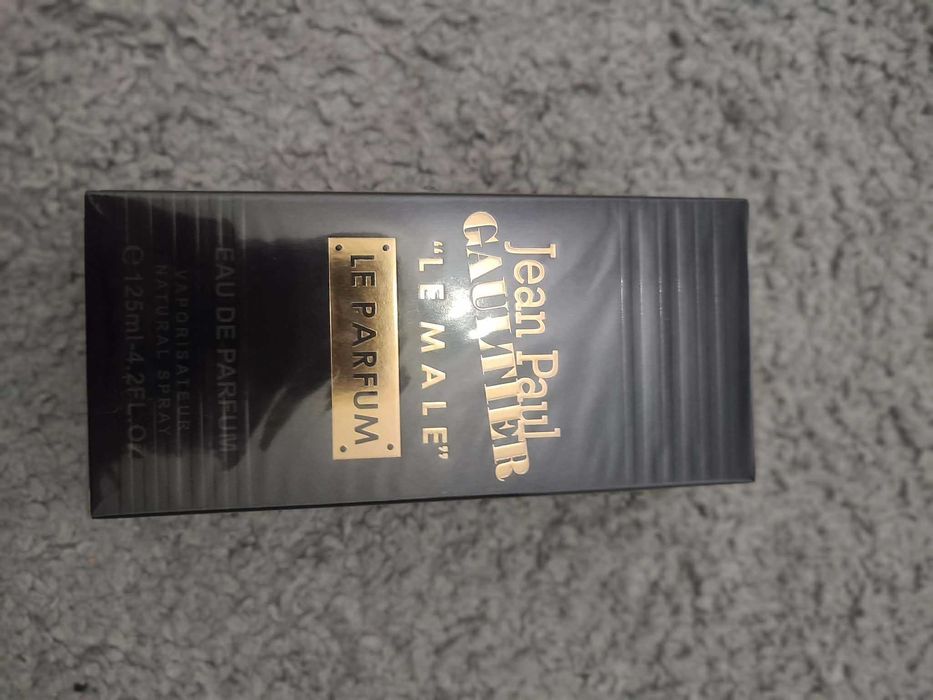 Jean Paul
GAULTIER
"LE MALE"
LE PARFUM
EAU DE PARFUM
VAPORISATEUR
NATURAL SPRAY
℮125ml-4.2FL.OZ